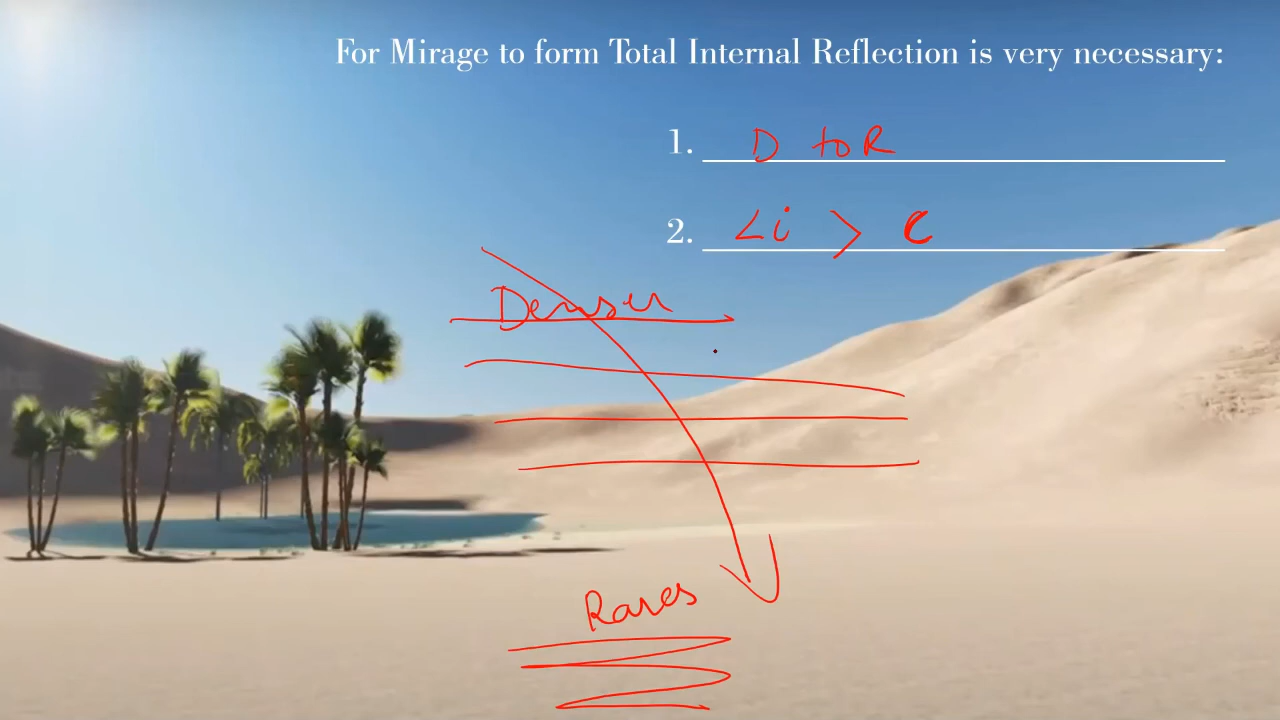 For Mirage to form Total Internal Reflection is very necessary:
1. D to R
2. ∠i > c
Denser
Rarer